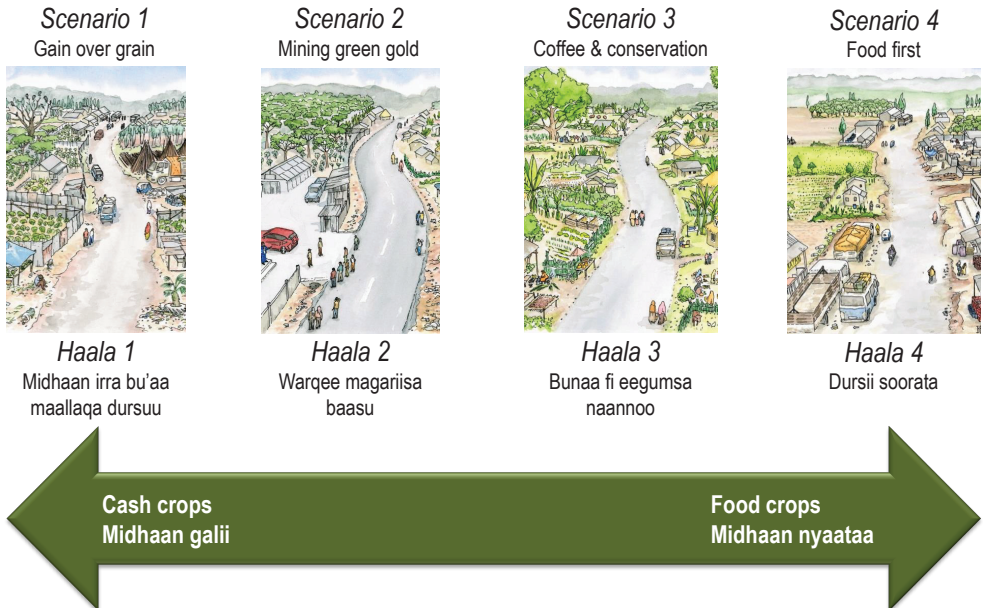 Scenario 1
Gain over grain
Scenario 2
Mining green gold
Scenario 3
Coffee & conservation
Scenario 4
Food first
Haala 1
Midhaan irra bu’aa
maallaqa dursuu
Haala 2
Warqee magariisa
baasu
Haala 3
Bunaa fi eegumsa
naannoo
Haala 4
Dursii soorata
Cash crops
Midhaan galii
Food crops
Midhaan nyaataa